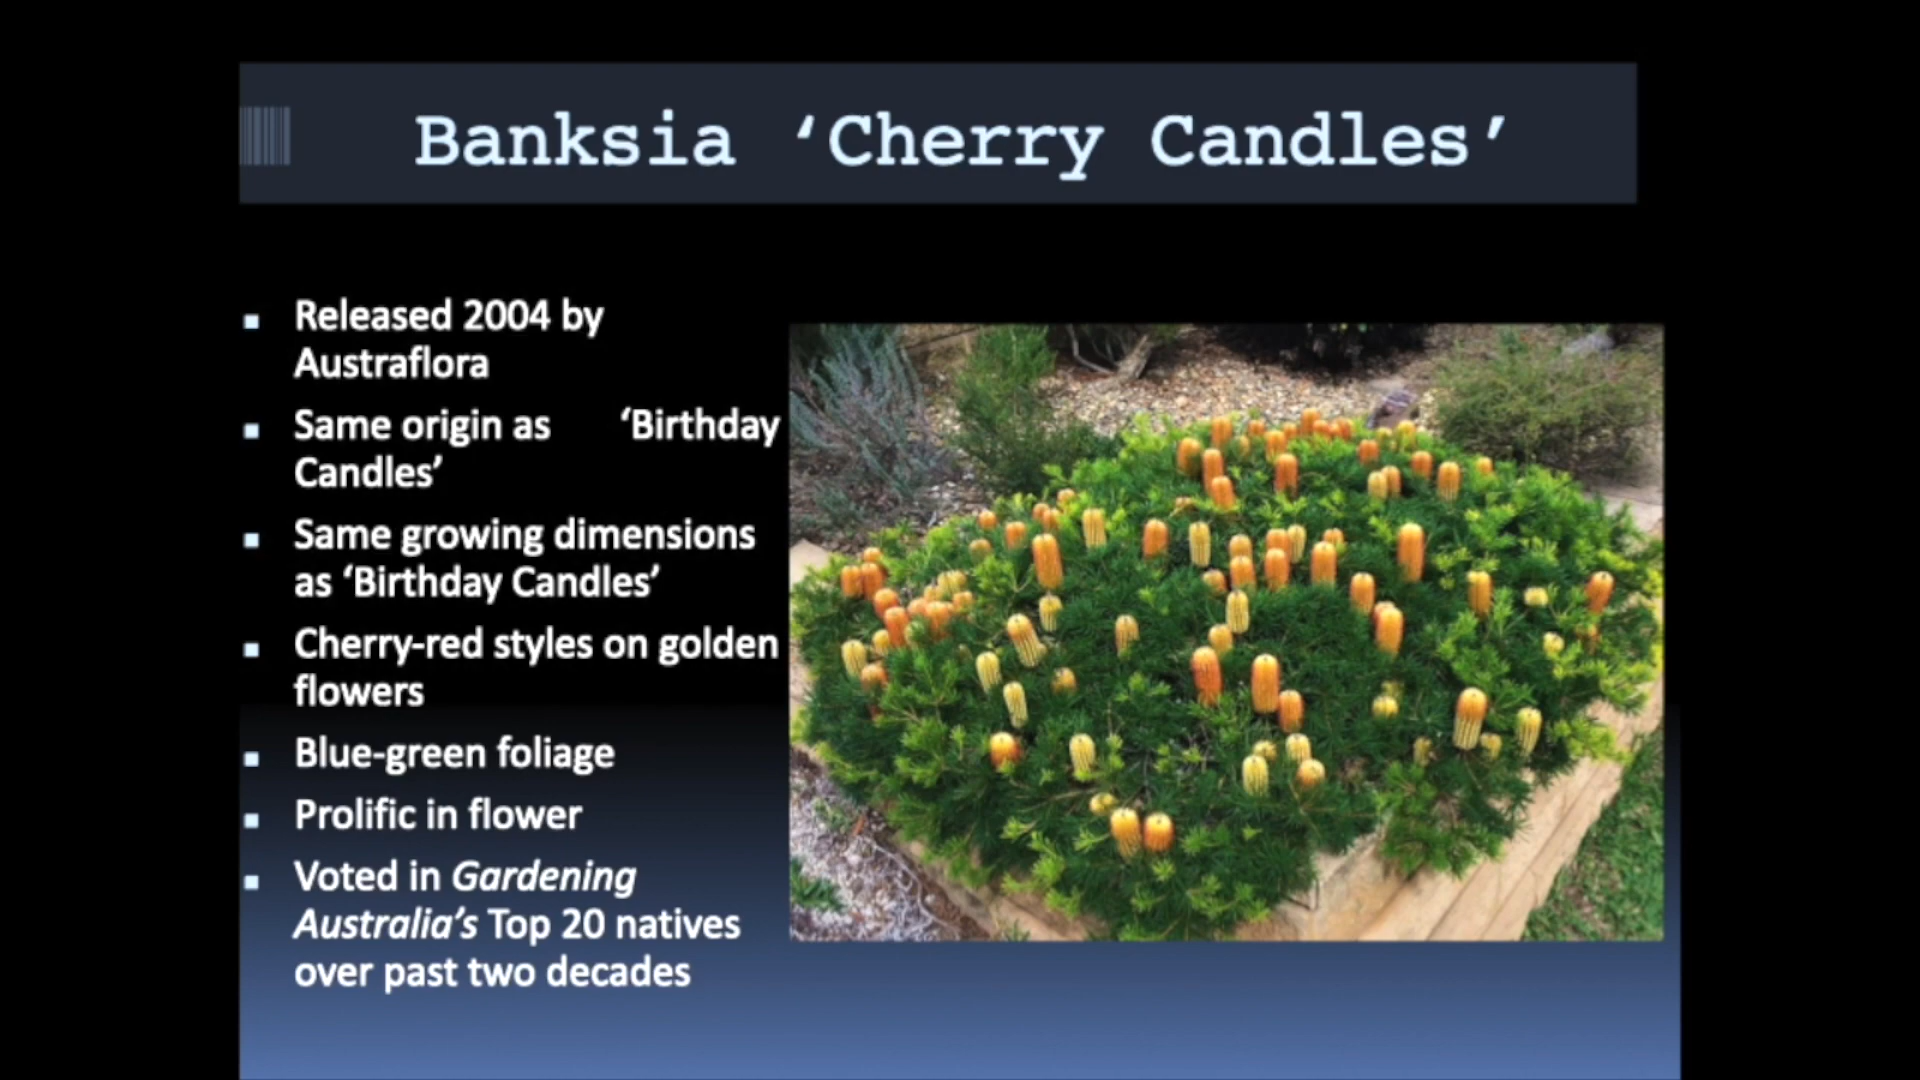 Banksia ‘Cherry Candles’
Released 2004 by
Austraflora
Same origin as ‘Birthday
Candles’
Same growing dimensions
as ‘Birthday Candles’
Cherry-red styles on golden
flowers
Blue-green foliage
Prolific in flower
Voted in Gardening
Australia’s Top 20 natives
over past two decades